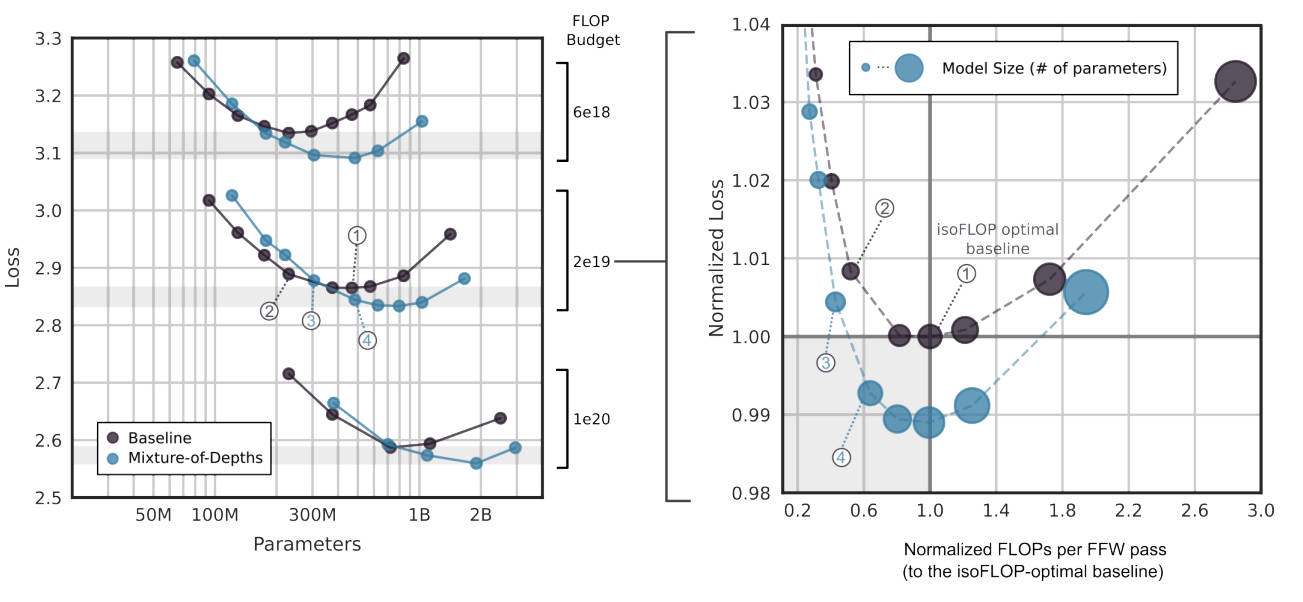 FLOP
Budget
3.3
3.2
3.1
3.0
2.9
2.8
2.7
2.6
2.5
Loss
6e18
2e19
1e20
1
2
3
4
Baseline
Mixture-of-Depths
50M 100M 300M 1B 2B
Parameters
1.04
1.03
1.02
1.01
1.00
0.99
0.98
Normalized Loss
Model Size (# of parameters)
2
isoFLOP optimal
baseline
1
3
4
0.2 0.6 1.0 1.4 1.8 2.2 2.6 3.0
Normalized FLOPs per FFW pass
(to the isoFLOP-optimal baseline)